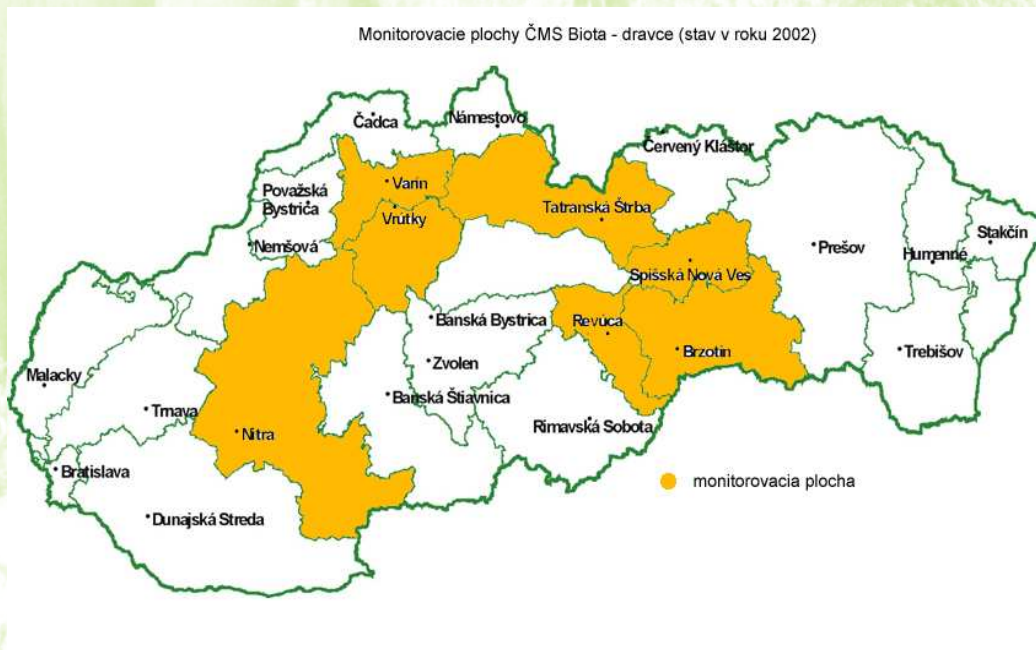 Monitorovacie plochy ČMS Biota - dravce (stav v roku 2002)
Čadca
Námestovo
Červený Kláštor
Varín
Považská
Bystrica
Vrútky
Tatranská Štrba
Stakčín
Nemšová
Prešov
Humenné
Spišská Nová Ves
Banská Bystrica
Revúca
Brzotín
Trebišov
Zvolen
Malacky
Banská Štiavnica
Trnava
Rimavská Sobota
Nitra
Bratislava
monitorovacia plocha
Dunajská Streda